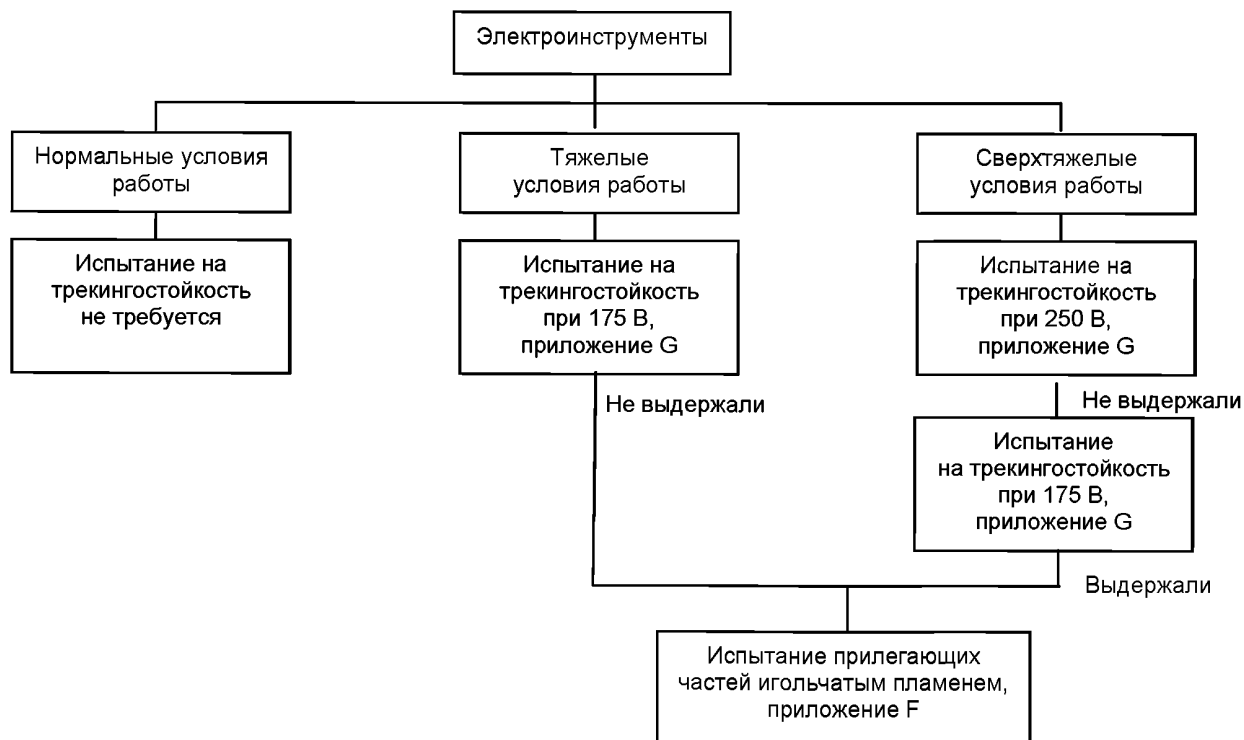 Электроинструменты
Нормальные условия
работы
Тяжелые
условия работы
Сверхтяжелые
условия работы
Испытание на
трекингостойкость
не требуется
Испытание на
трекингостойкость
при 175 В,
приложение G
Испытание на
трекингостойкость
при 250 В,
приложение G
Не выдержали
Не выдержали
Испытание
на трекингостойкость
при 175 В,
приложение G
Выдержали
Испытание прилегающих
частей игольчатым пламенем,
приложение F